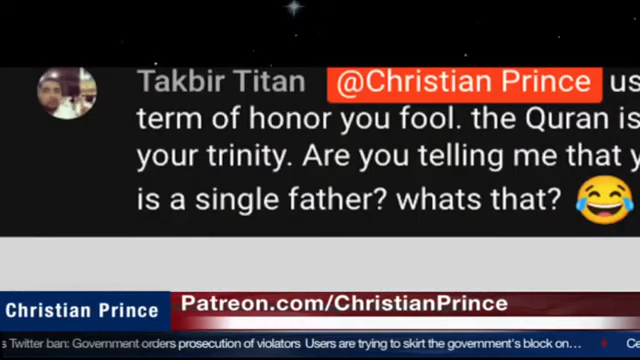 Takbir Titan @Christian Prince us
term of honor you fool. the Quran is
your trinity. Are you telling me that y
is a single father? whats that? 😂
Patreon.com/ChristianPrince
Christian Prince
s Twitter ban: Government orders prosecution of violators Users are trying to skirt the government's block on… Ce